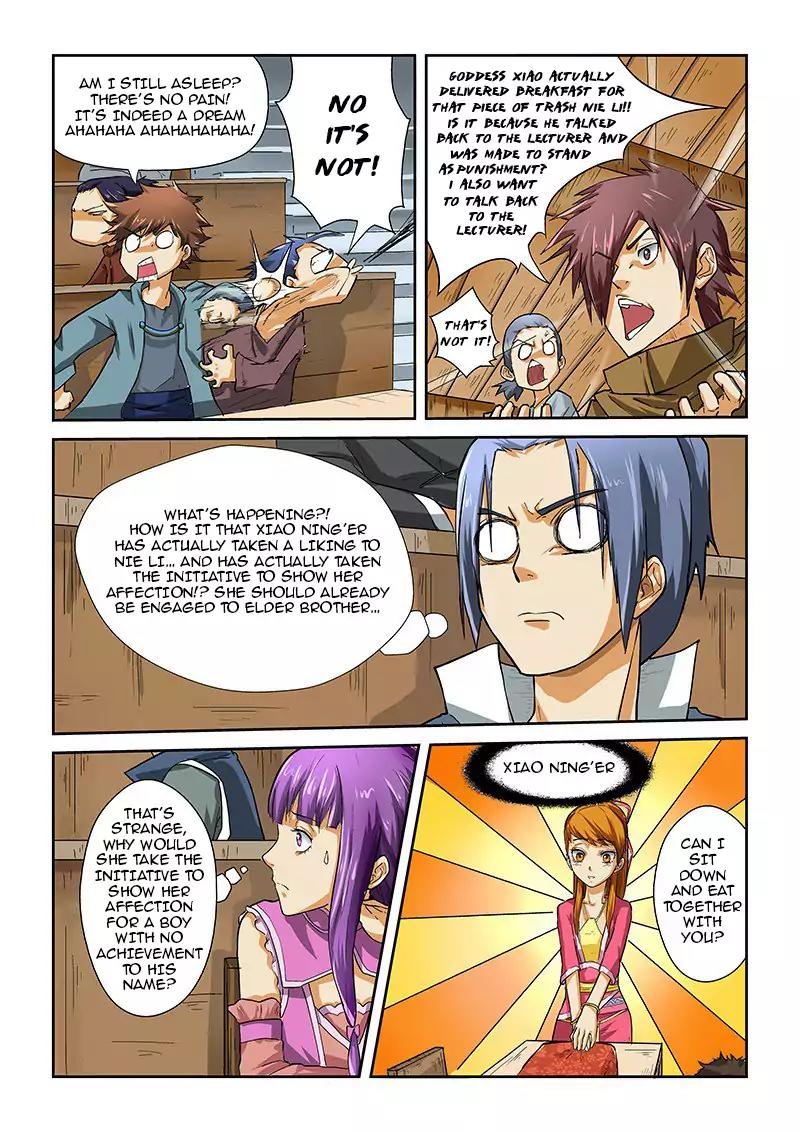 AM I STILL ASLEEP?
THERE'S NO PAIN!
IT'S INDEED A DREAM
AHAHAHA AHAHAHAHAHA!
NO
IT'S
NOT!
GODDESS XIAO ACTUALLY
DELIVERED BREAKFAST FOR
THAT PIECE OF TRASH NIE LI!!
IS IT BECAUSE HE TALKED
BACK TO THE LECTURER AND
WAS MADE TO STAND
AS PUNISHMENT?
I ALSO WANT
TO TALK BACK
TO THE
LECTURER!
THAT'S
NOT IT!
WHAT'S HAPPENING?!
HOW IS IT THAT XIAO NING'ER
HAS ACTUALLY TAKEN A LIKING TO
NIE LI... AND HAS ACTUALLY TAKEN
THE INITIATIVE TO SHOW HER
AFFECTION!? SHE SHOULD ALREADY
BE ENGAGED TO ELDER BROTHER...
THAT'S
STRANGE,
WHY WOULD
SHE TAKE THE
INITIATIVE TO
SHOW HER
AFFECTION
FOR A BOY
WITH NO
ACHIEVEMENT
TO HIS
NAME?
XIAO NING'ER
CAN I
SIT
DOWN
AND EAT
TOGETHER
WITH
YOU?